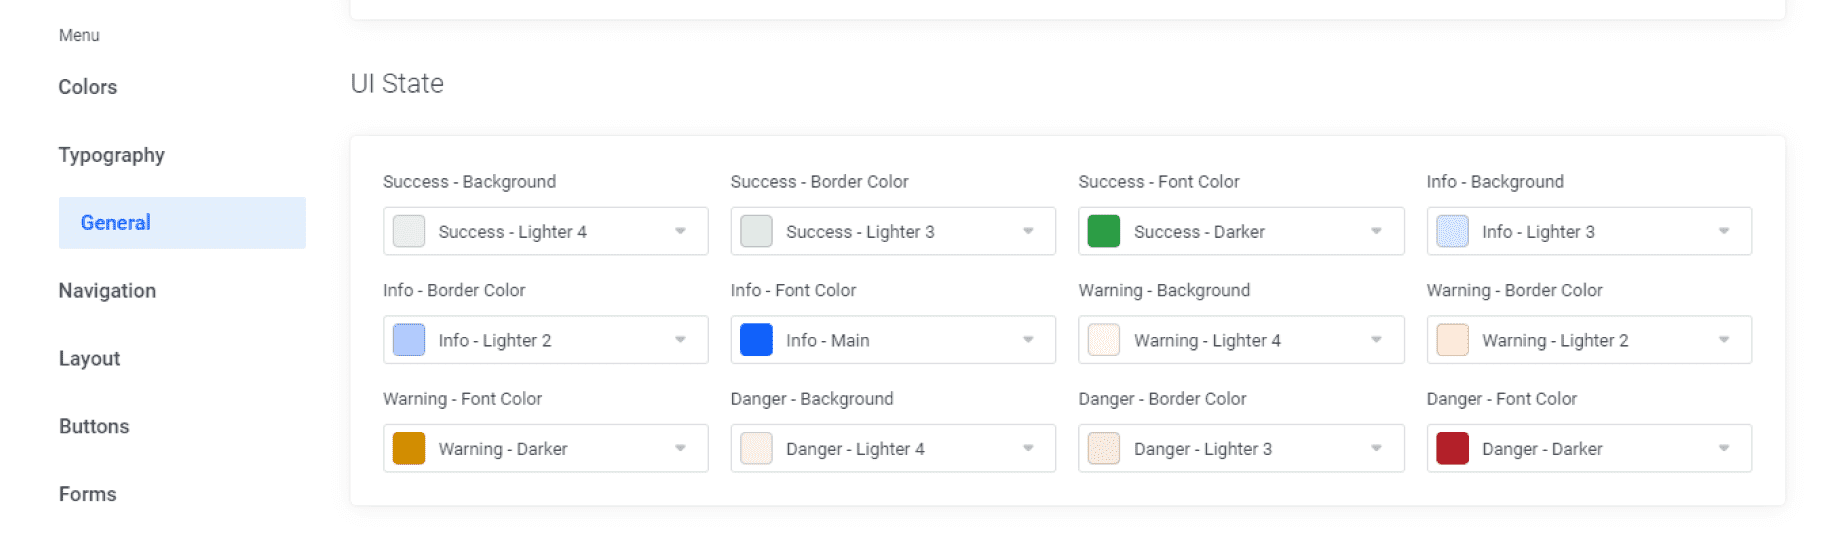 Menu
Colors
Typography
General
Navigation
Layout
Buttons
Forms
UI State
Success - Background
Success - Lighter 4
Success - Border Color
Success - Lighter 3
Success - Font Color
Success - Darker
Info - Background
Info - Lighter 3
Info - Border Color
Info - Lighter 2
Info - Font Color
Info - Main
Warning - Background
Warning - Lighter 4
Warning - Border Color
Warning - Lighter 2
Warning - Font Color
Warning - Darker
Danger - Background
Danger - Lighter 4
Danger - Border Color
Danger - Lighter 3
Danger - Font Color
Danger - Darker